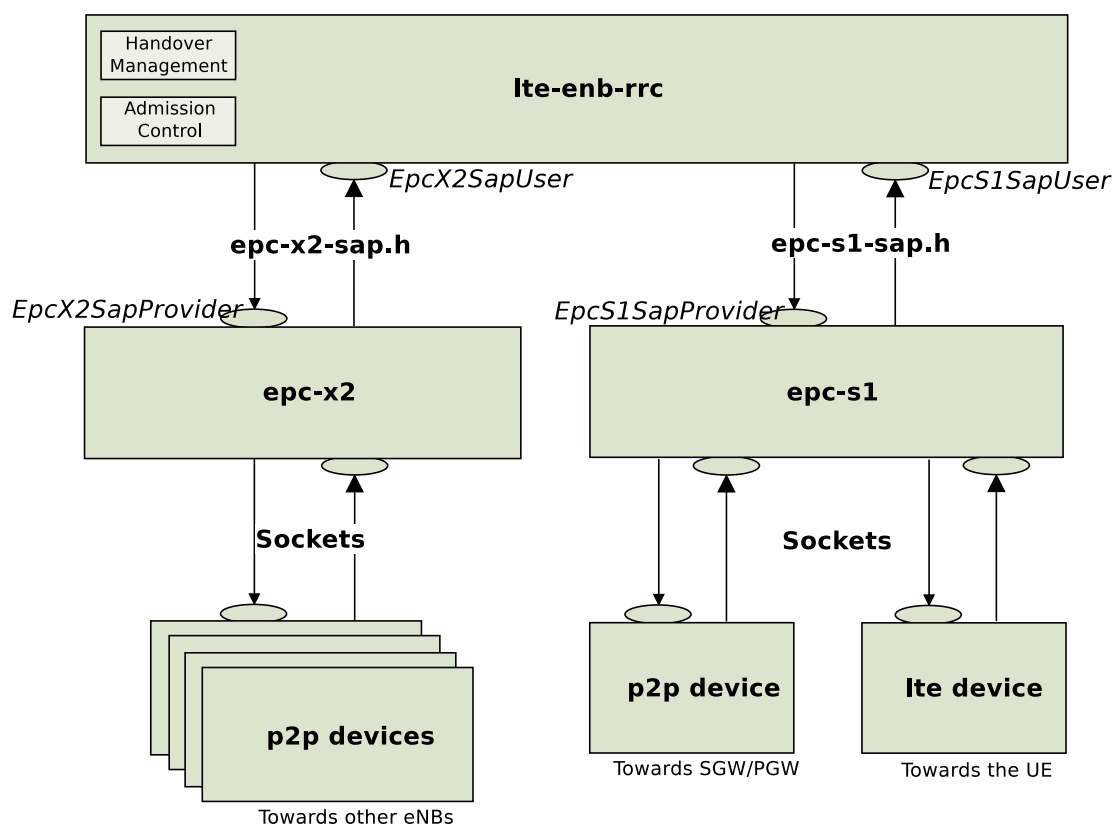 Handover
Management
lte-enb-rrc
Admission
Control
EpcX2SapUser
EpcS1SapUser
epc-x2-sap.h
epc-s1-sap.h
EpcX2SapProvider
EpcS1SapProvider
epc-x2
epc-s1
Sockets
Sockets
p2p device
lte device
p2p devices
Towards SGW/PGW
Towards the UE
Towards other eNBs